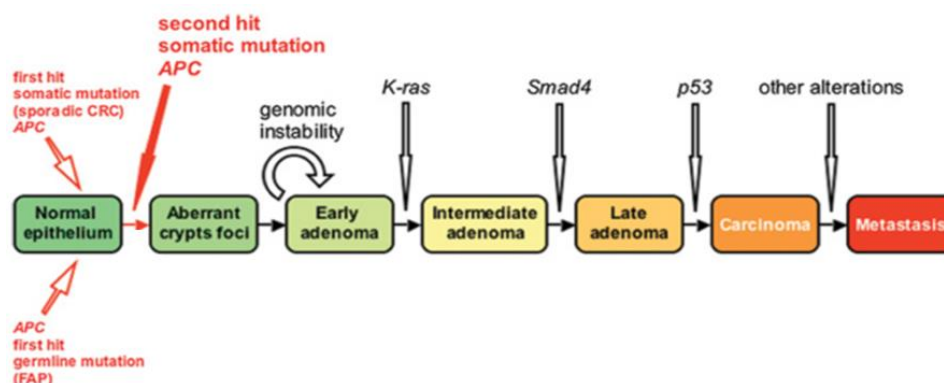 second hit
somatic mutation
APC
first hit
somatic mutation
(sporadic CRC)
APC
genomic
instability
K-ras
Smad4
p53
other alterations
Normal
epithelium
Aberrant
crypts foci
Early
adenoma
Intermediate
adenoma
Late
adenoma
Carcinoma
Metastasis
APC
first hit
germline mutation
(FAP)